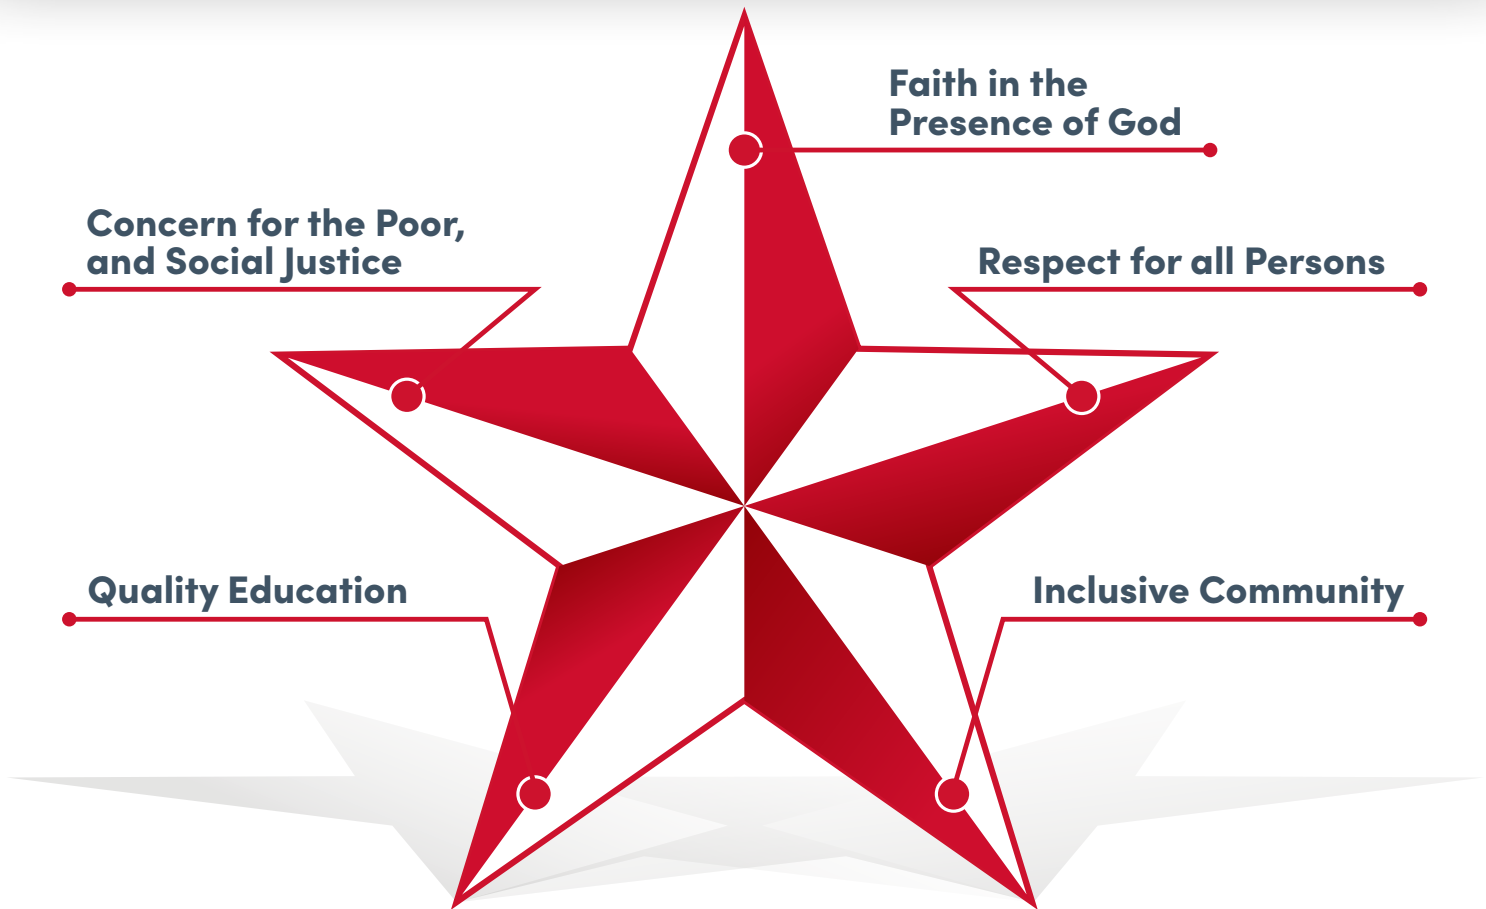 Faith in the
Presence of God
Concern for the Poor,
and Social Justice
Respect for all Persons
Quality Education
Inclusive Community